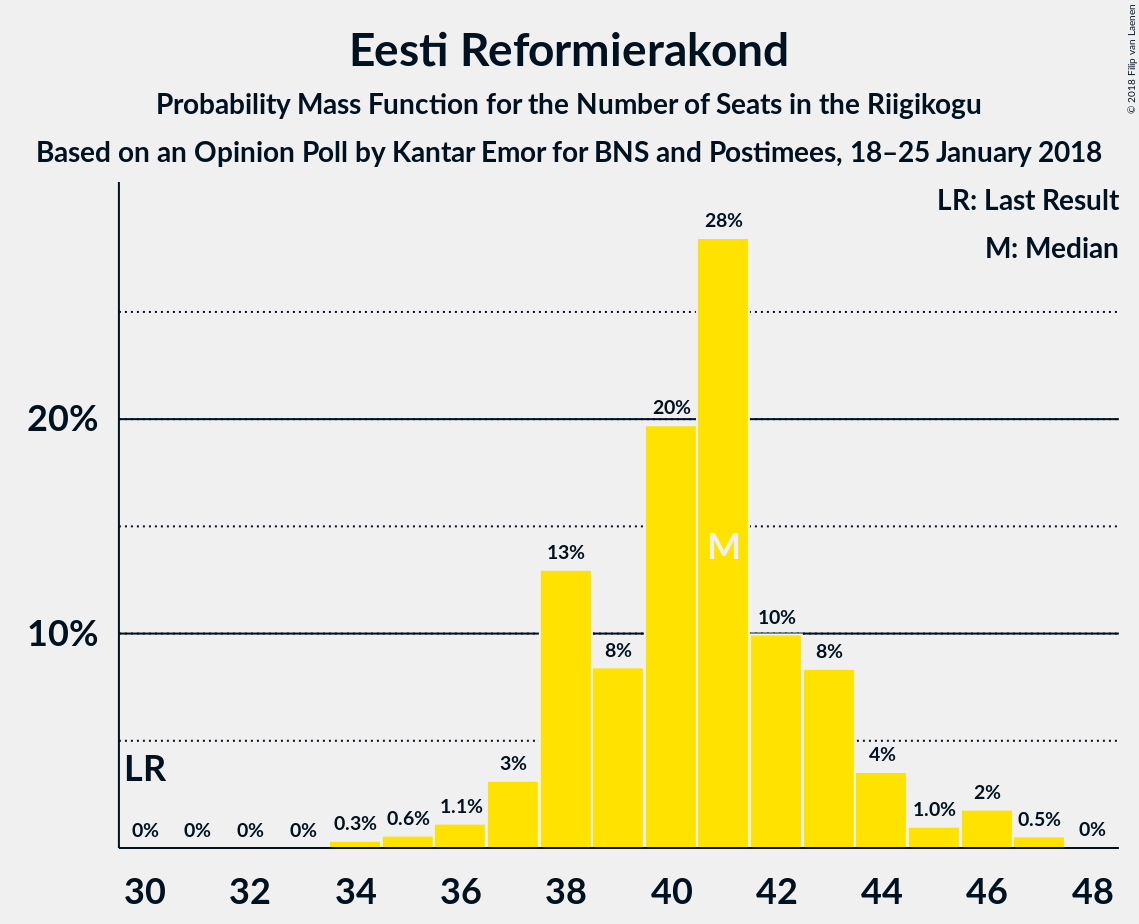 Eesti Reformierakond
Probability Mass Function for the Number of Seats in the Riigikogu
Based on an Opinion Poll by Kantar Emor for BNS and Postimees, 18–25 January 2018
© 2018 Filip van Laenen
LR: Last Result
M: Median
28%
20%
20%
M
13%
10%
10%
8%
8%
LR
4%
3%
2%
1.1%
1.0%
0% 0% 0% 0% 0.3% 0.6% 0.5% 0%
30 32 34 36 38 40 42 44 46 48